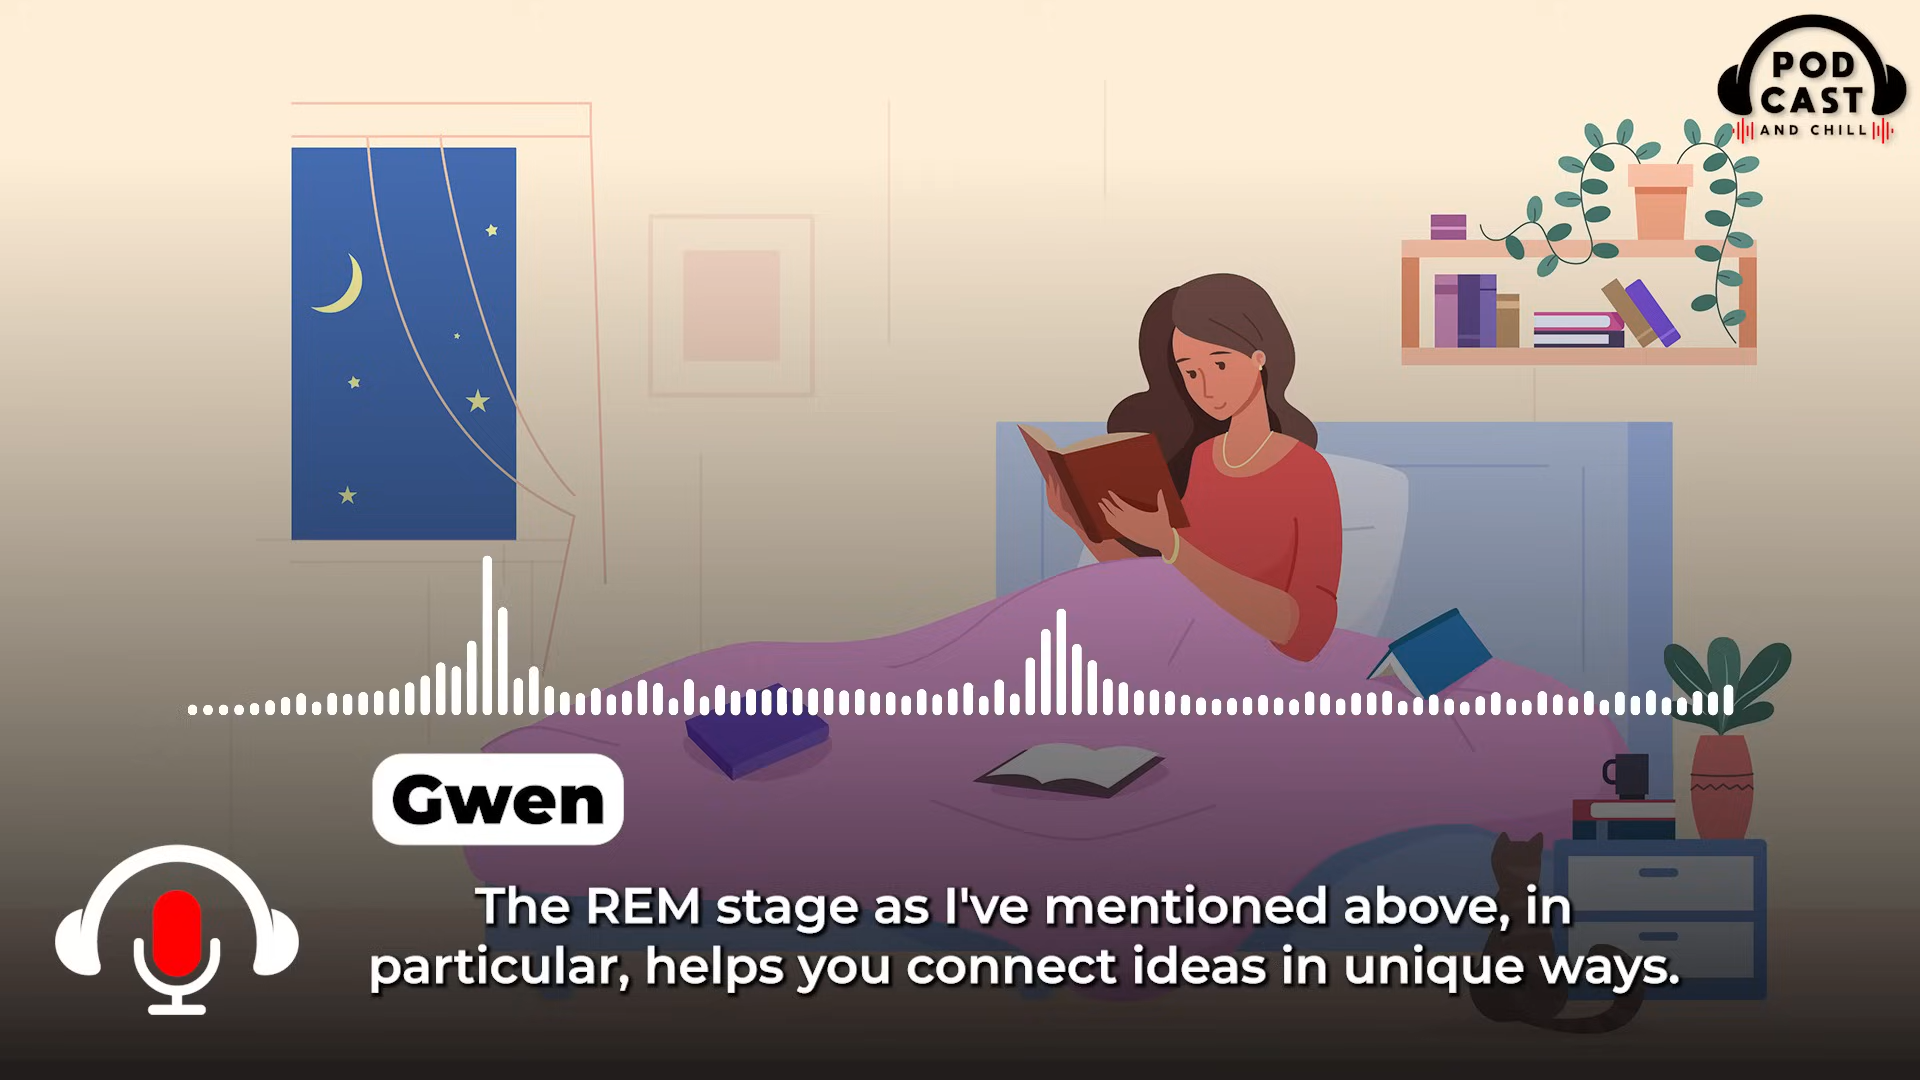 POD
CAST
AND CHILL
Gwen
The REM stage as I've mentioned above, in
particular, helps you connect ideas in unique ways.